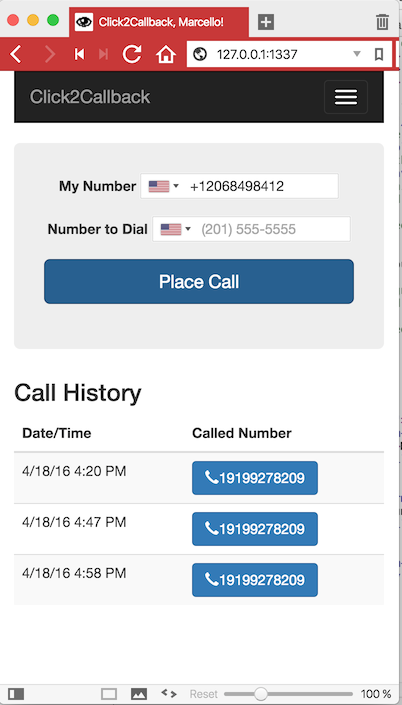 Click2Callback, Marcello!
127.0.0.1:1337
Click2Callback
My Number +12068498412
Number to Dial (201) 555-5555
Place Call
Call History
Date/Time Called Number
4/18/16 4:20 PM 19199278209
4/18/16 4:47 PM 19199278209
4/18/16 4:58 PM 19199278209
Reset 100 %